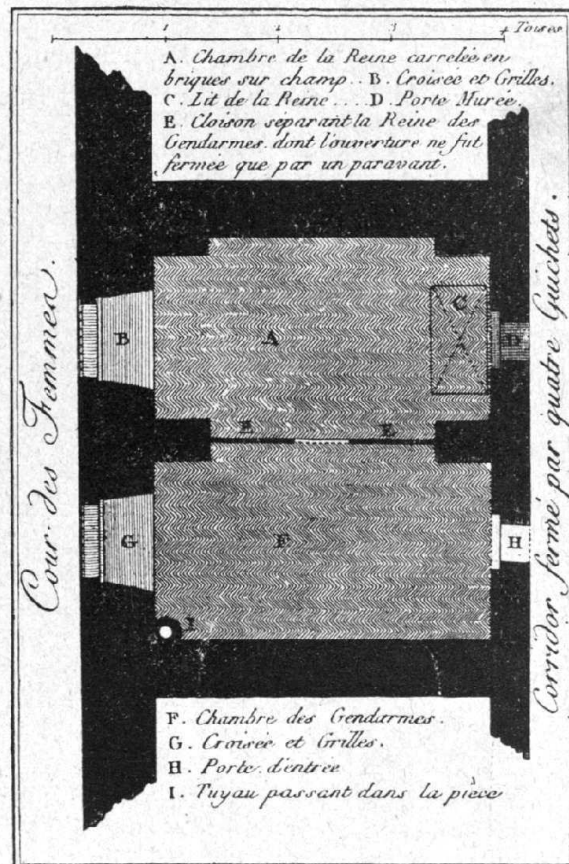 1 2 3 4 Toises
A. Chambre de la Reine carrelée en
briques sur champ.. B. Croisée et Grilles.
C. Lit de la Reine.... D. Porte Murée.
E. Cloison séparant la Reine des
Gendarmes dont l'ouverture ne fut
fermée que par un paravant.
Cour des Femmes.
Corridor fermé par quatre Guichets.
B
A
C
D
E
E
G
F
H
I
F. Chambre des Gendarmes.
G. Croisée et Grilles.
H. Porte d'entrée
I. Tuyau passant dans la pièce